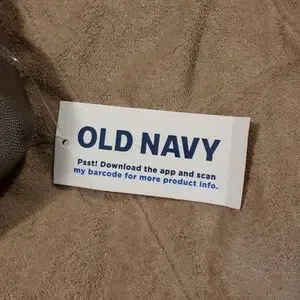 OLD NAVY
Psst! Download the app and scan
my barcode for more product info.